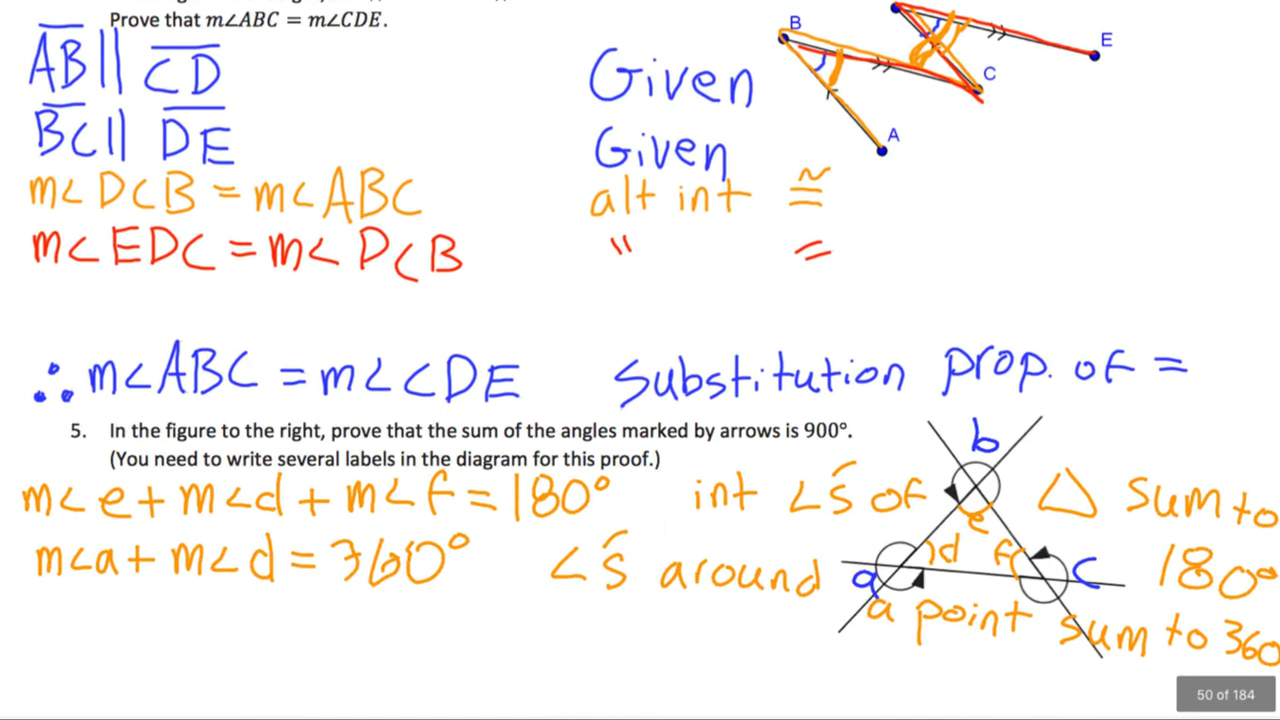 Prove that m∠ABC = m∠CDE.
AB || CD Given
BC || DE Given
m∠DCB = m∠ABC alt int ≅
m∠EDC = m∠DCB " =
B
E
C
A
∴ m∠ABC = m∠CDE Substitution prop. of =
5. In the figure to the right, prove that the sum of the angles marked by arrows is 900°.
(You need to write several labels in the diagram for this proof.)
b
m∠e + m∠d + m∠f = 180° int ∠'s of △ sum to 180°
e
d f
a c
m∠a + m∠d = 360° ∠'s around a point sum to 360
50 of 184